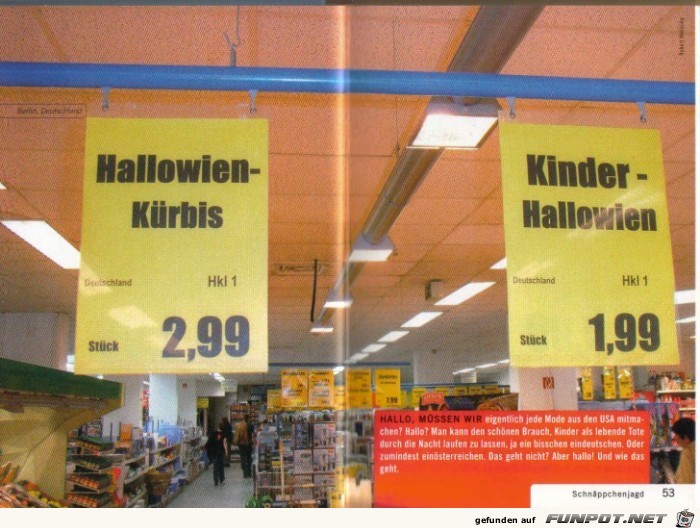 Berlin, Deutschland
Hallowien-
Kürbis
Deutschland Hkl 1
Stück 2,99
Kinder -
Hallowien
Deutschland Hkl 1
Stück 1,99
HALLO, MÜSSEN WIR eigentlich jede Mode aus den USA mitma-
chen? Hallo? Man kann den schönen Brauch, Kinder als lebende Tote
durch die Nacht laufen zu lassen, ja ein bisschen eindeutschen. Oder
zumindest einösterreichen. Das geht nicht? Aber hallo! Und wie das
geht.
Schnäppchenjagd 53
gefunden auf FUNPOT.NET